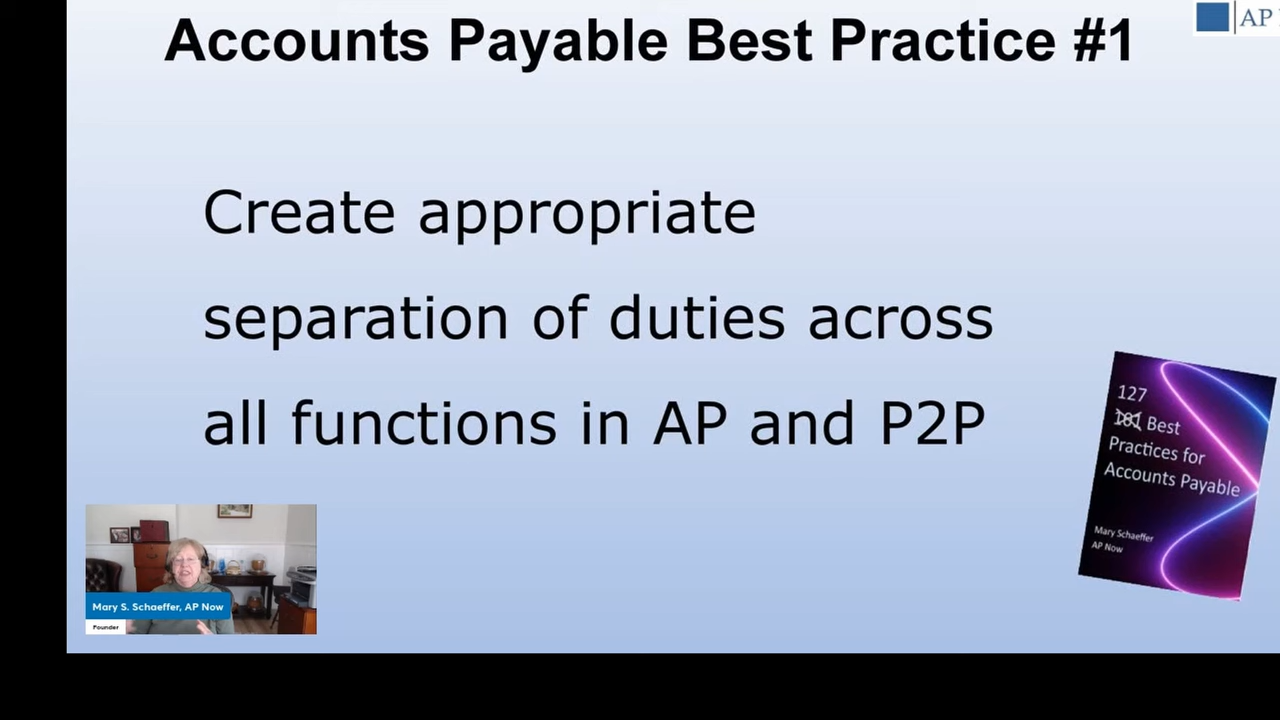 Accounts Payable Best Practice #1
AP
Create appropriate
separation of duties across
all functions in AP and P2P
127
101 Best
Practices for
Accounts Payable
Mary Schaeffer
AP Now
Mary S. Schaeffer, AP Now
Founder